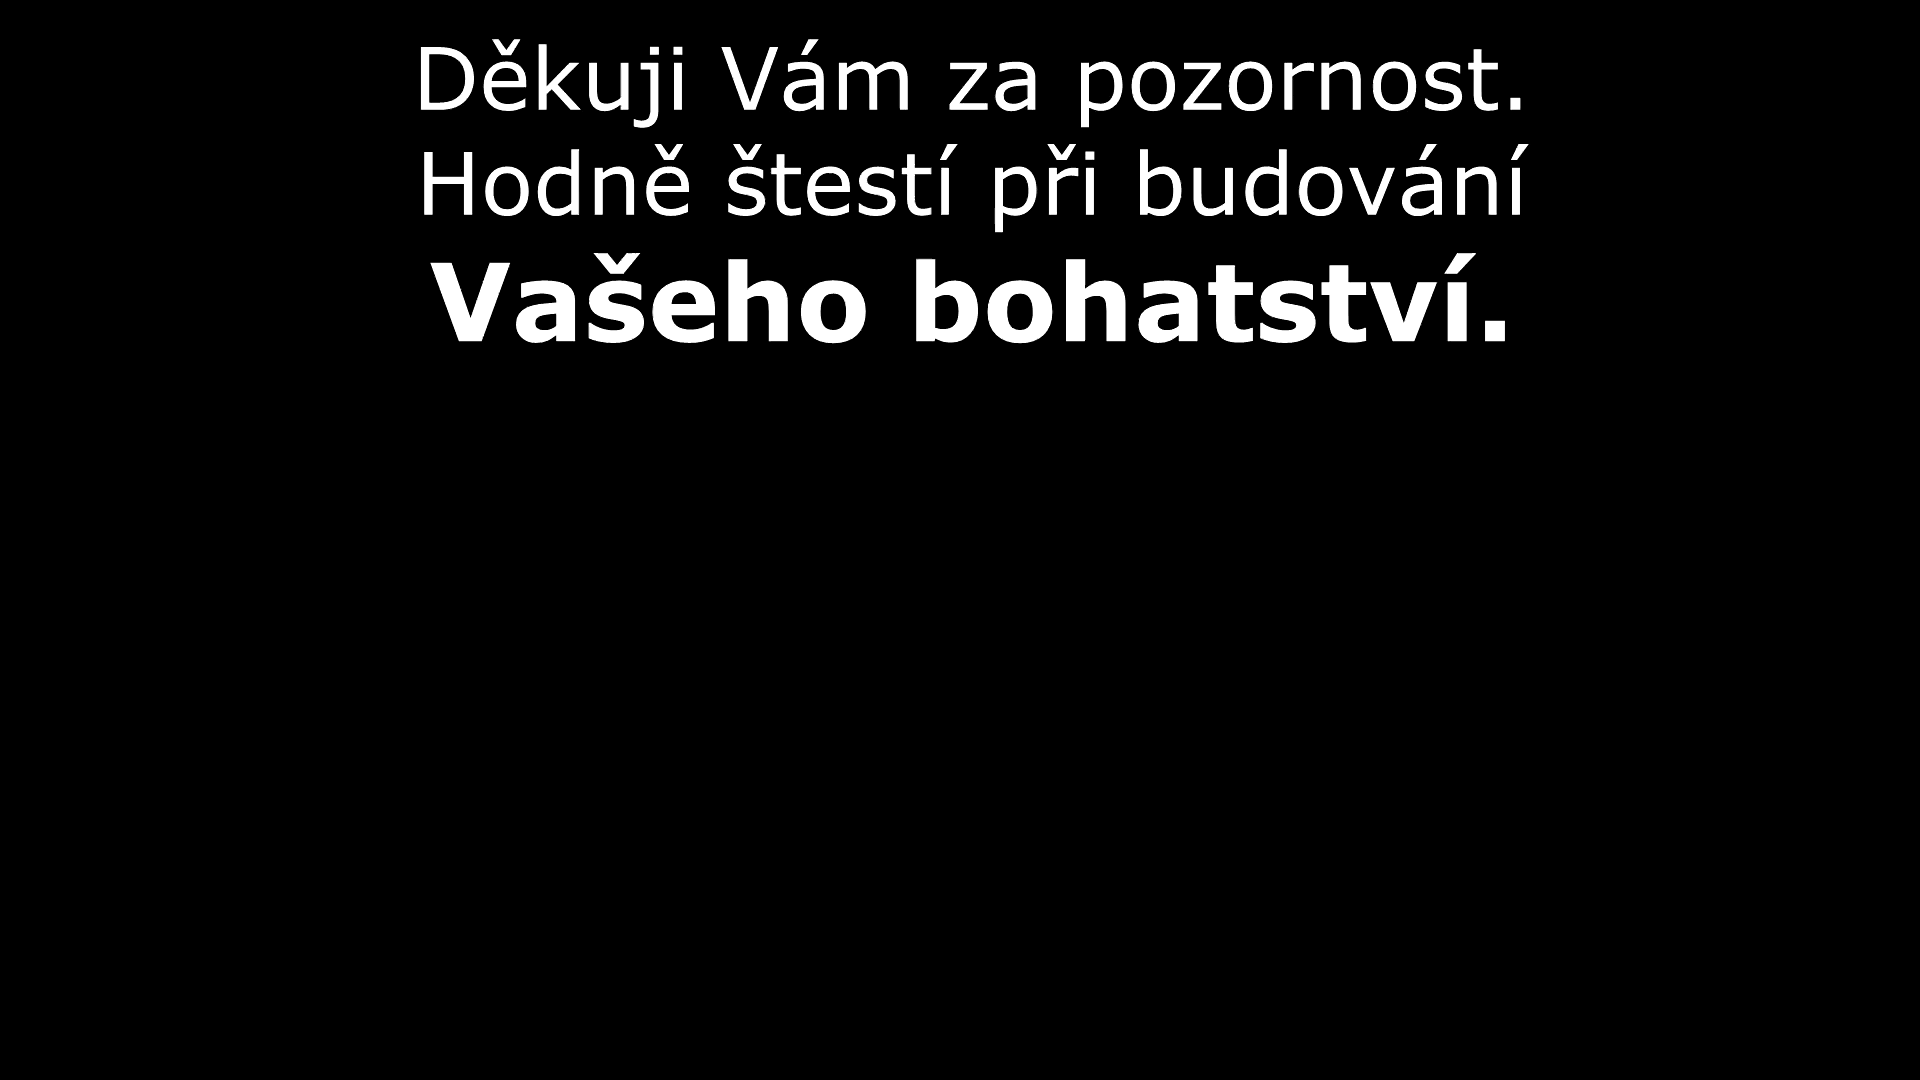 Děkuji Vám za pozornost.
Hodně štestí při budování
Vašeho bohatství.